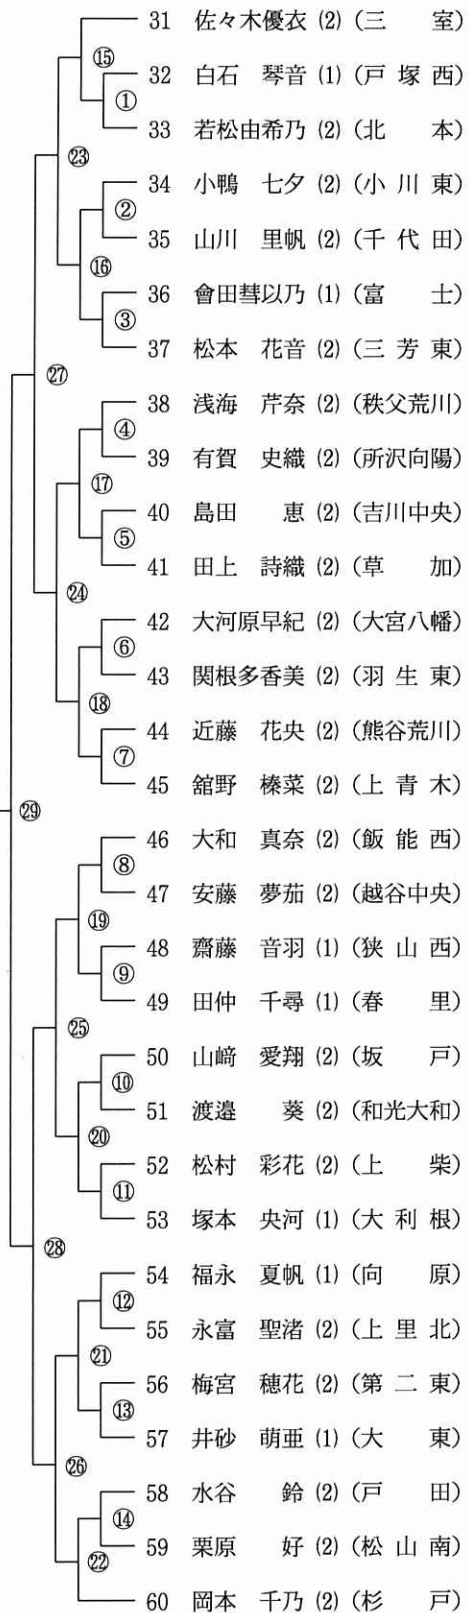 31 佐々木優衣 (2) (三 室)
⑮
32 白石 琴音 (1) (戸塚西)
①
33 若松由希乃 (2) (北 本)
㉓
34 小鴨 七夕 (2) (小川東)
②
35 山川 里帆 (2) (千代田)
⑯
36 會田彗以乃 (1) (富 士)
③
37 松本 花音 (2) (三芳東)
㉗
38 浅海 芹奈 (2) (秩父荒川)
④
39 有賀 史織 (2) (所沢向陽)
⑰
40 島田 恵 (2) (吉川中央)
⑤
41 田上 詩織 (2) (草 加)
㉔
42 大河原早紀 (2) (大宮八幡)
⑥
43 関根多香美 (2) (羽生東)
⑱
44 近藤 花央 (2) (熊谷荒川)
⑦
45 舘野 榛菜 (2) (上青木)
㉙
46 大和 真奈 (2) (飯能西)
⑧
47 安藤 夢茄 (2) (越谷中央)
⑲
48 齋藤 音羽 (1) (狭山西)
⑨
49 田仲 千尋 (1) (春 里)
㉕
50 山﨑 愛翔 (2) (坂 戸)
⑩
51 渡邉 葵 (2) (和光大和)
⑳
52 松村 彩花 (2) (上 柴)
⑪
53 塚本 央河 (1) (大利根)
㉘
54 福永 夏帆 (1) (向 原)
⑫
55 永富 聖渚 (2) (上里北)
㉑
56 梅宮 穂花 (2) (第二東)
⑬
57 井砂 萌亜 (1) (大 東)
㉖
58 水谷 鈴 (2) (戸 田)
⑭
59 栗原 好 (2) (松山南)
㉒
60 岡本 千乃 (2) (杉 戸)